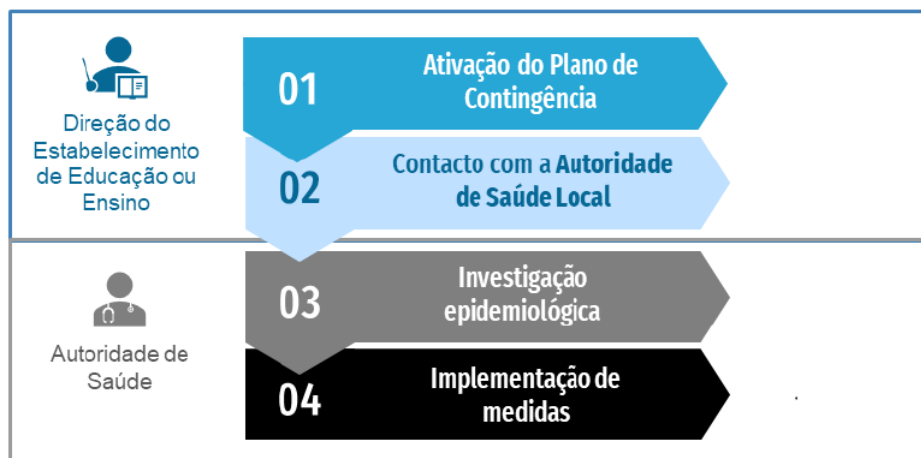 Direção do
Estabelecimento
de Educação ou
Ensino
01
Ativação do Plano de
Contingência
02
Contacto com a Autoridade
de Saúde Local
Autoridade de
Saúde
03
Investigação
epidemiológica
04
Implementação de
medidas
.